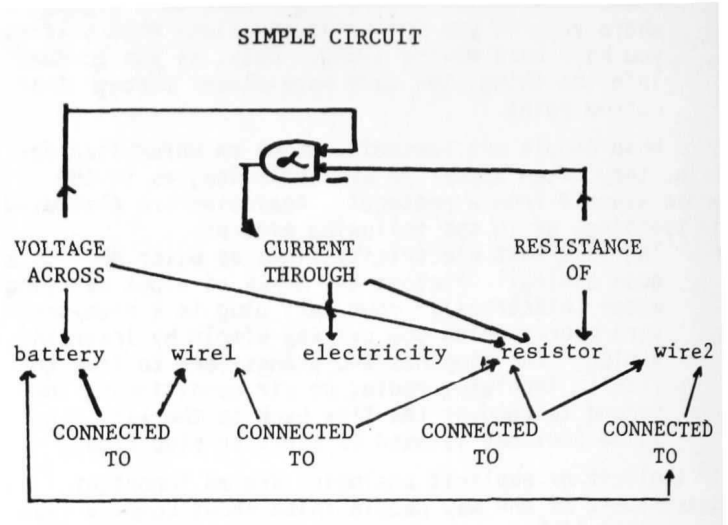 SIMPLE CIRCUIT
α
VOLTAGE ACROSS
CURRENT THROUGH
RESISTANCE OF
battery wire1 electricity resistor wire2
CONNECTED TO
CONNECTED TO
CONNECTED TO
CONNECTED TO